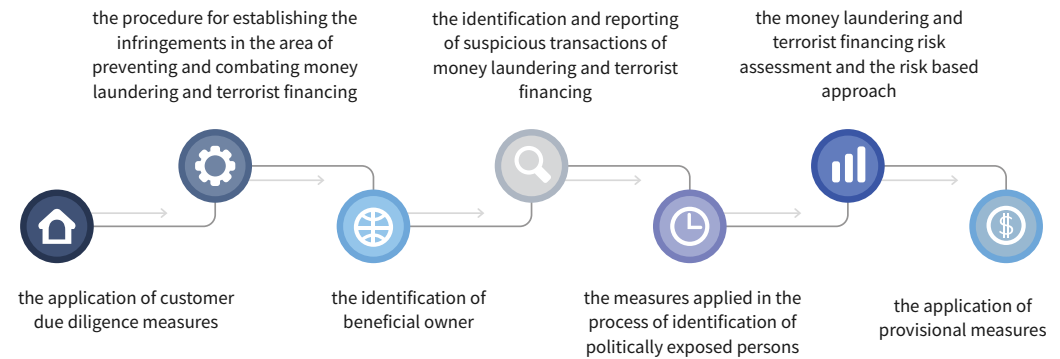 the procedure for establishing the
infringements in the area of
preventing and combating money
laundering and terrorist financing
the identification and reporting
of suspicious transactions of
money laundering and terrorist
financing
the money laundering and
terrorist financing risk
assessment and the risk based
approach
$
the application of customer
due diligence measures
the identification of
beneficial owner
the measures applied in the
process of identification of
politically exposed persons
the application of
provisional measures